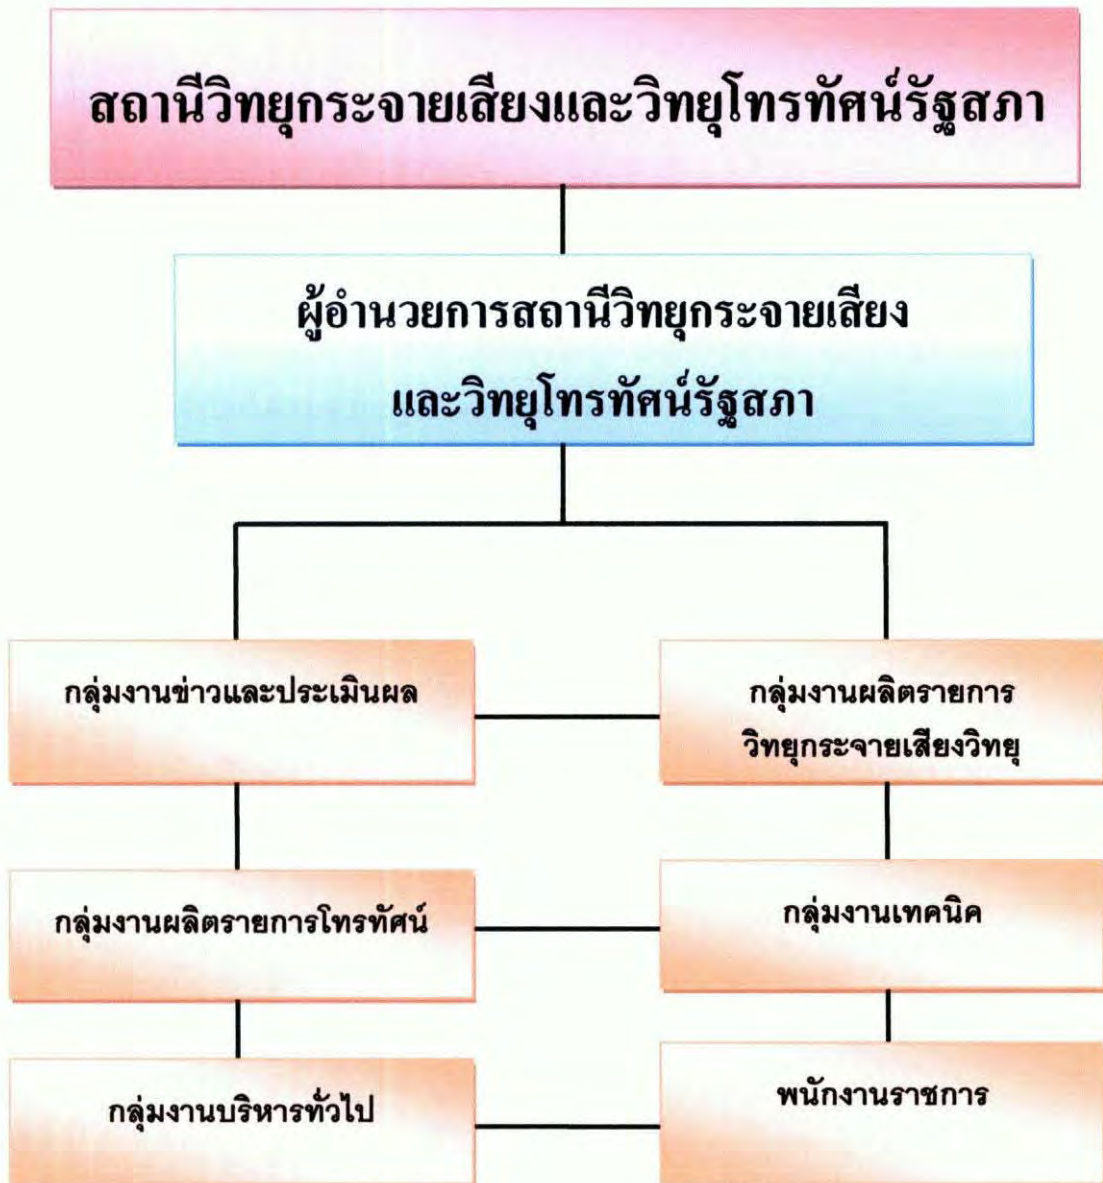 สถานีวิทยุกระจายเสียงและวิทยุโทรทัศน์รัฐสภา
ผู้อำนวยการสถานีวิทยุกระจายเสียง
และวิทยุโทรทัศน์รัฐสภา
กลุ่มงานข่าวและประเมินผล
กลุ่มงานผลิตรายการ
วิทยุกระจายเสียงวิทยุ
กลุ่มงานผลิตรายการโทรทัศน์
กลุ่มงานเทคนิค
กลุ่มงานบริหารทั่วไป
พนักงานราชการ